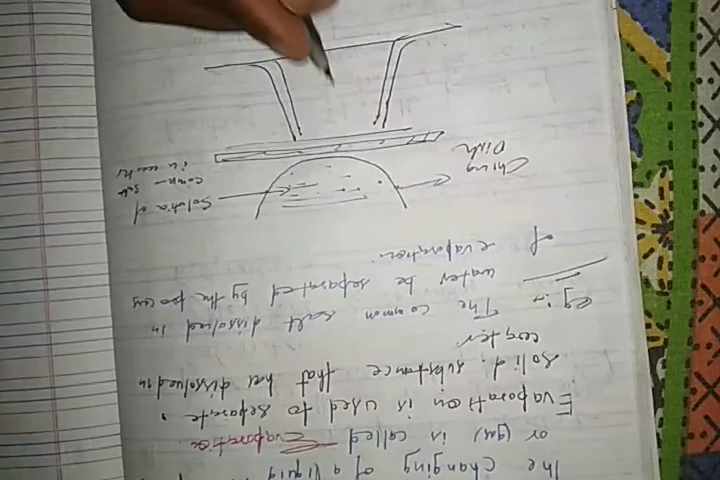 The changing of a liquid
or gas) is called Evaporation
Evaporation is used to separate
solid substance that has dissolved in
water
eg:- The common salt dissolved in
water be separated by the process
of evaporation.
Solution of
common salt
in water
China
Dish